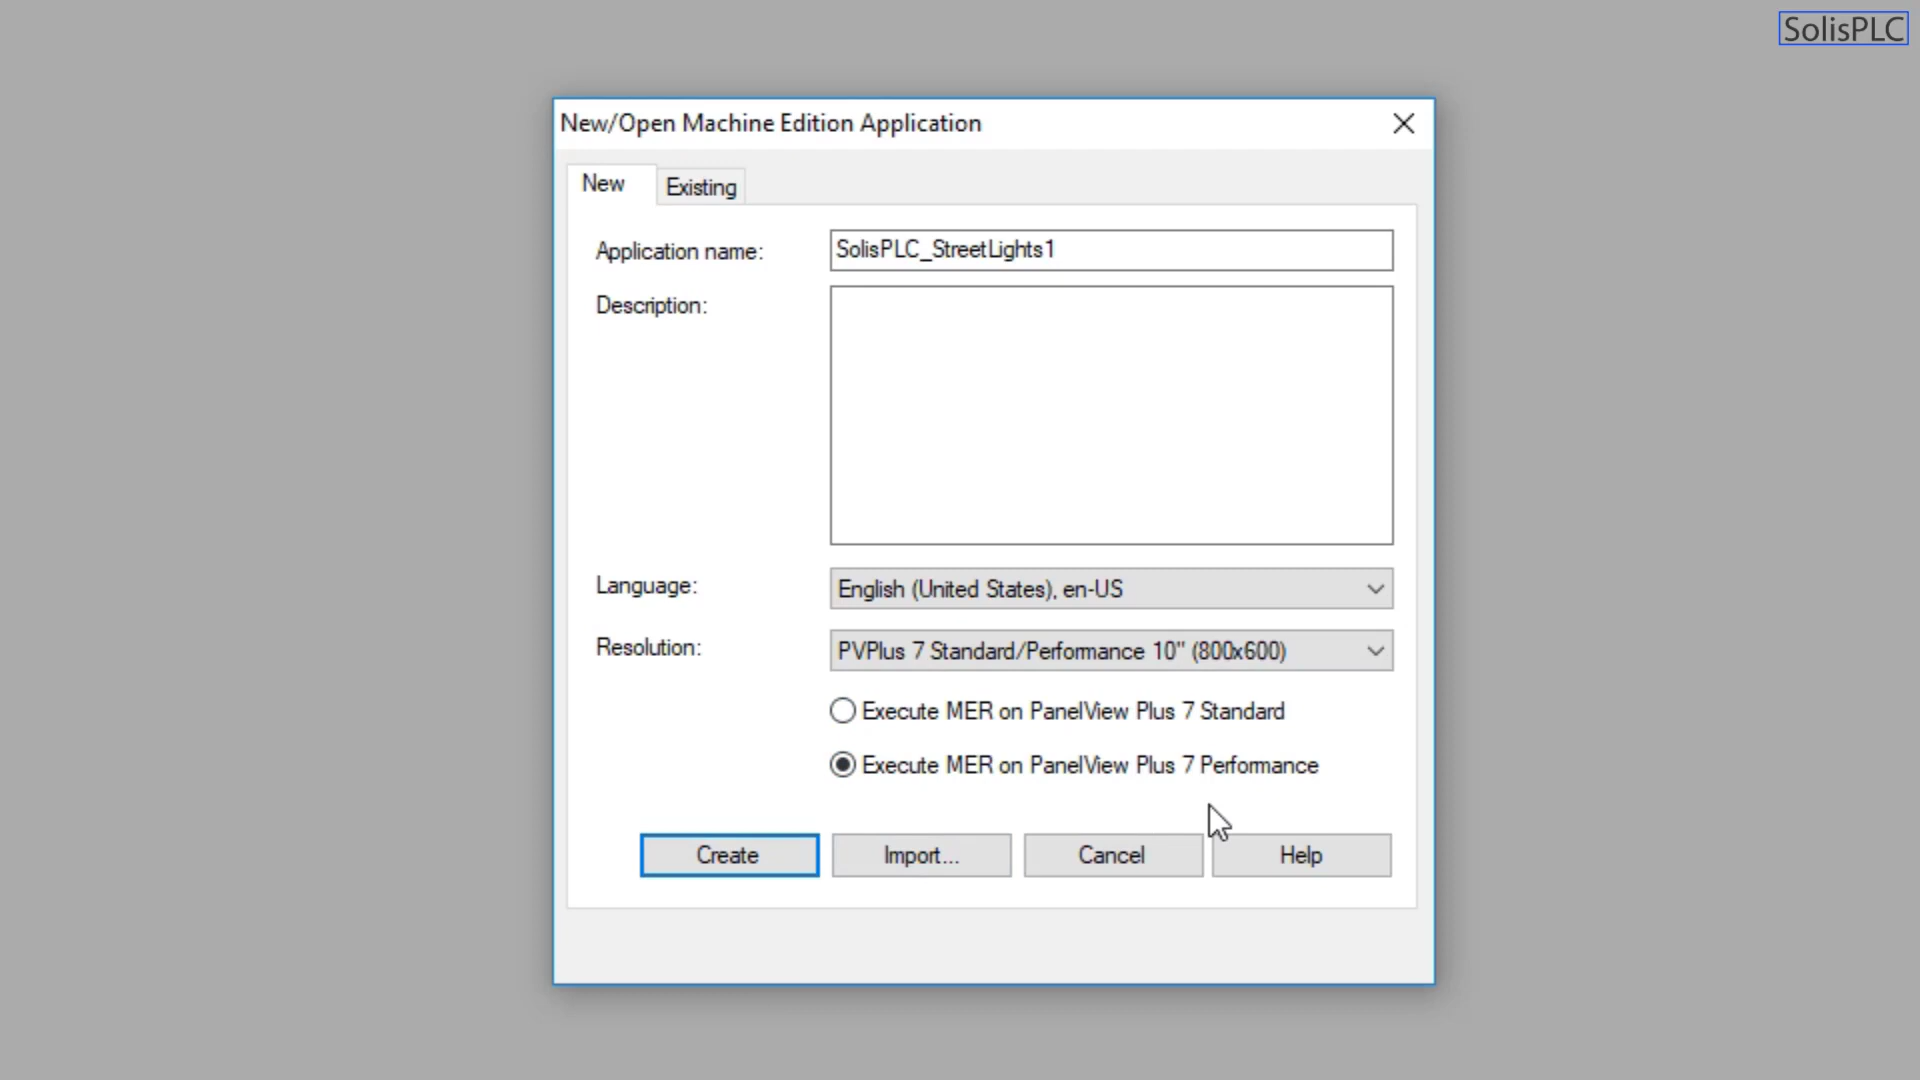 SolisPLC
New/Open Machine Edition Application
New
Existing
Application name:
SolisPLC_StreetLights1
Description:
Language:
English (United States), en-US
Resolution:
PVPlus 7 Standard/Performance 10" (800x600)
Execute MER on PanelView Plus 7 Standard
Execute MER on PanelView Plus 7 Performance
Create
Import...
Cancel
Help